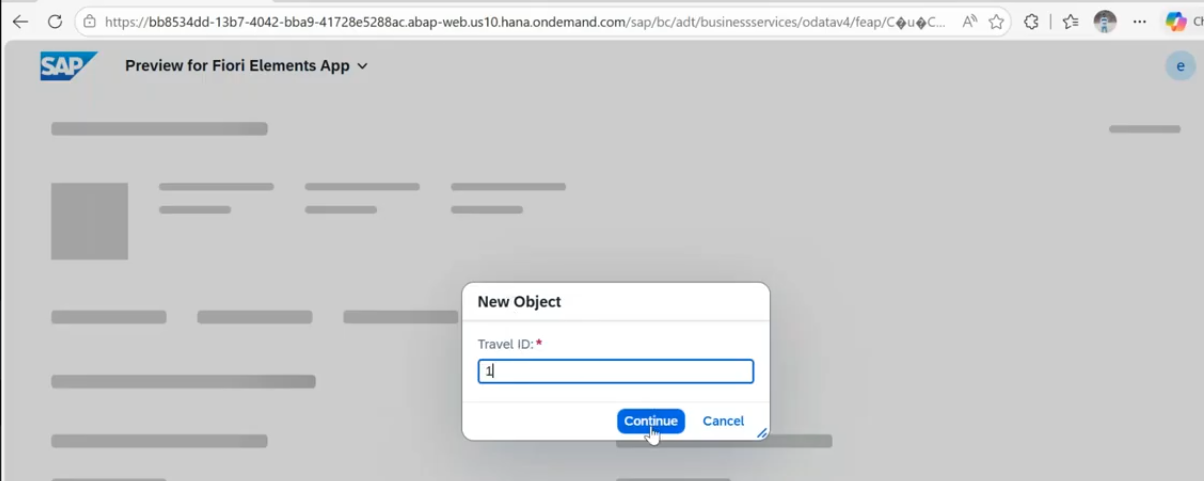 https://bb8534dd-13b7-4042-bba9-41728e5288ac.abap-web.us10.hana.ondemand.com/sap/bc/adt/businessservices/odatav4/feap/C�u�C...
SAP
Preview for Fiori Elements App
e
New Object
Travel ID: *
1
Continue
Cancel